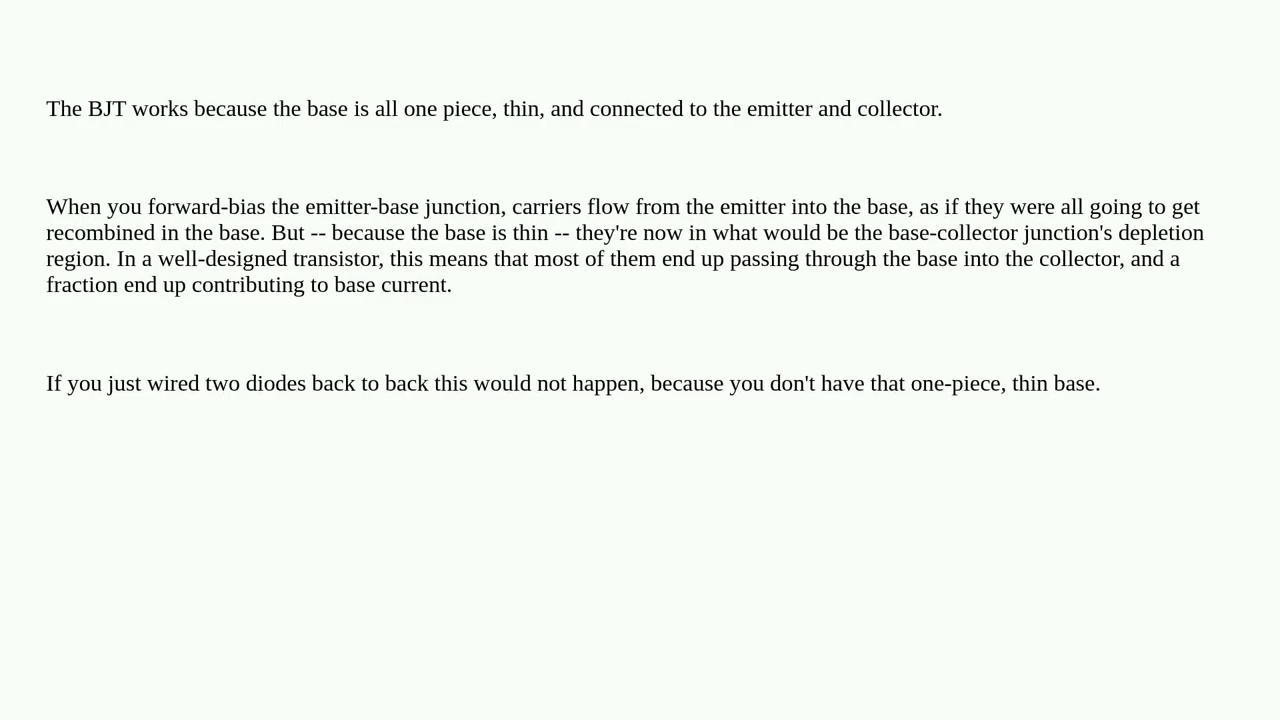 The BJT works because the base is all one piece, thin, and connected to the emitter and collector.
When you forward-bias the emitter-base junction, carriers flow from the emitter into the base, as if they were all going to get
recombined in the base. But -- because the base is thin -- they're now in what would be the base-collector junction's depletion
region. In a well-designed transistor, this means that most of them end up passing through the base into the collector, and a
fraction end up contributing to base current.
If you just wired two diodes back to back this would not happen, because you don't have that one-piece, thin base.